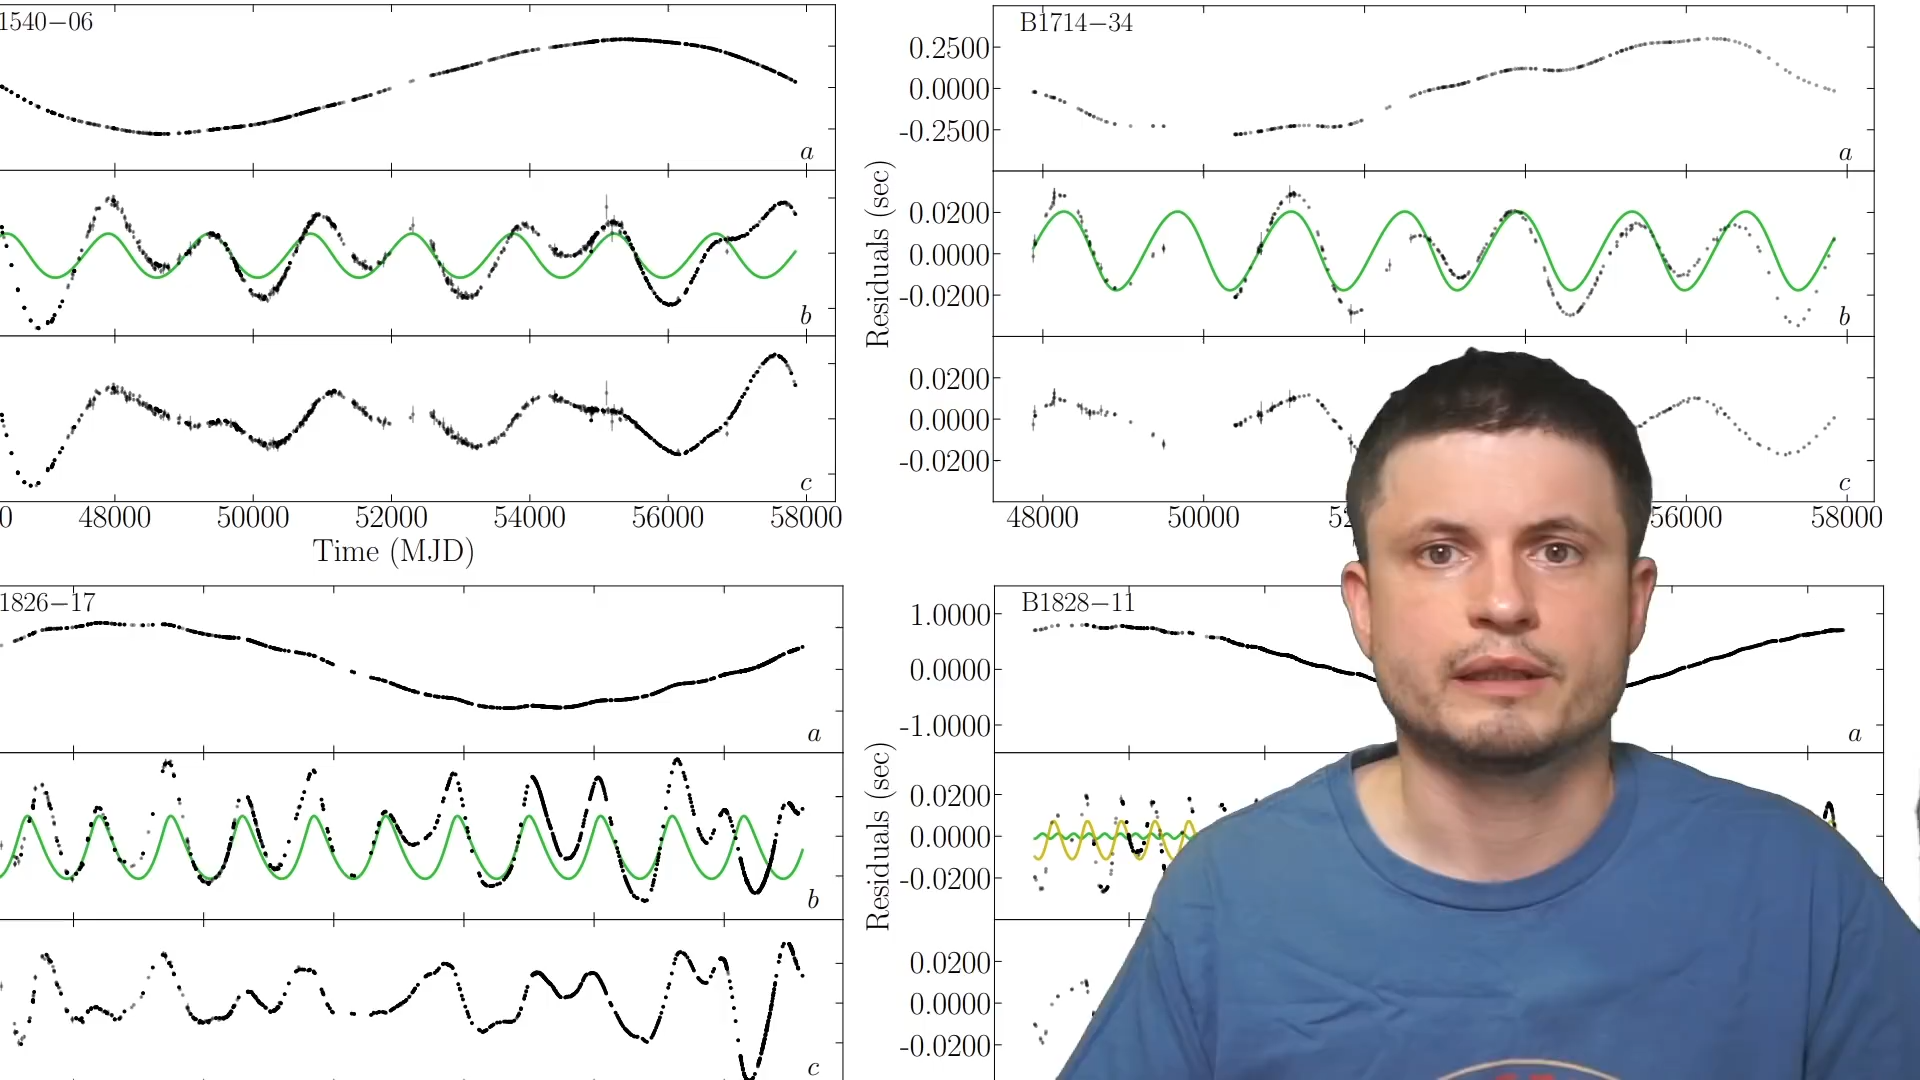 1540−06
a
b
c
0 48000 50000 52000 54000 56000 58000
Time (MJD)
B1714−34
0.2500
0.0000
-0.2500
a
Residuals (sec)
0.0200
0.0000
-0.0200
b
0.0200
0.0000
-0.0200
c
48000 50000 52 56000 58000
1826−17
a
b
c
B1828−11
1.0000
0.0000
-1.0000
a
Residuals (sec)
0.0200
0.0000
-0.0200
0.0200
0.0000
-0.0200